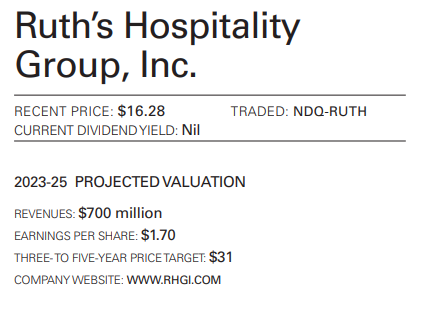 Ruth's Hospitality
Group, Inc.
RECENT PRICE: $16.28 TRADED: NDQ-RUTH
CURRENT DIVIDEND YIELD: Nil
2023-25 PROJECTED VALUATION
REVENUES: $700 million
EARNINGS PER SHARE: $1.70
THREE- TO FIVE-YEAR PRICE TARGET: $31
COMPANY WEBSITE: WWW.RHGI.COM